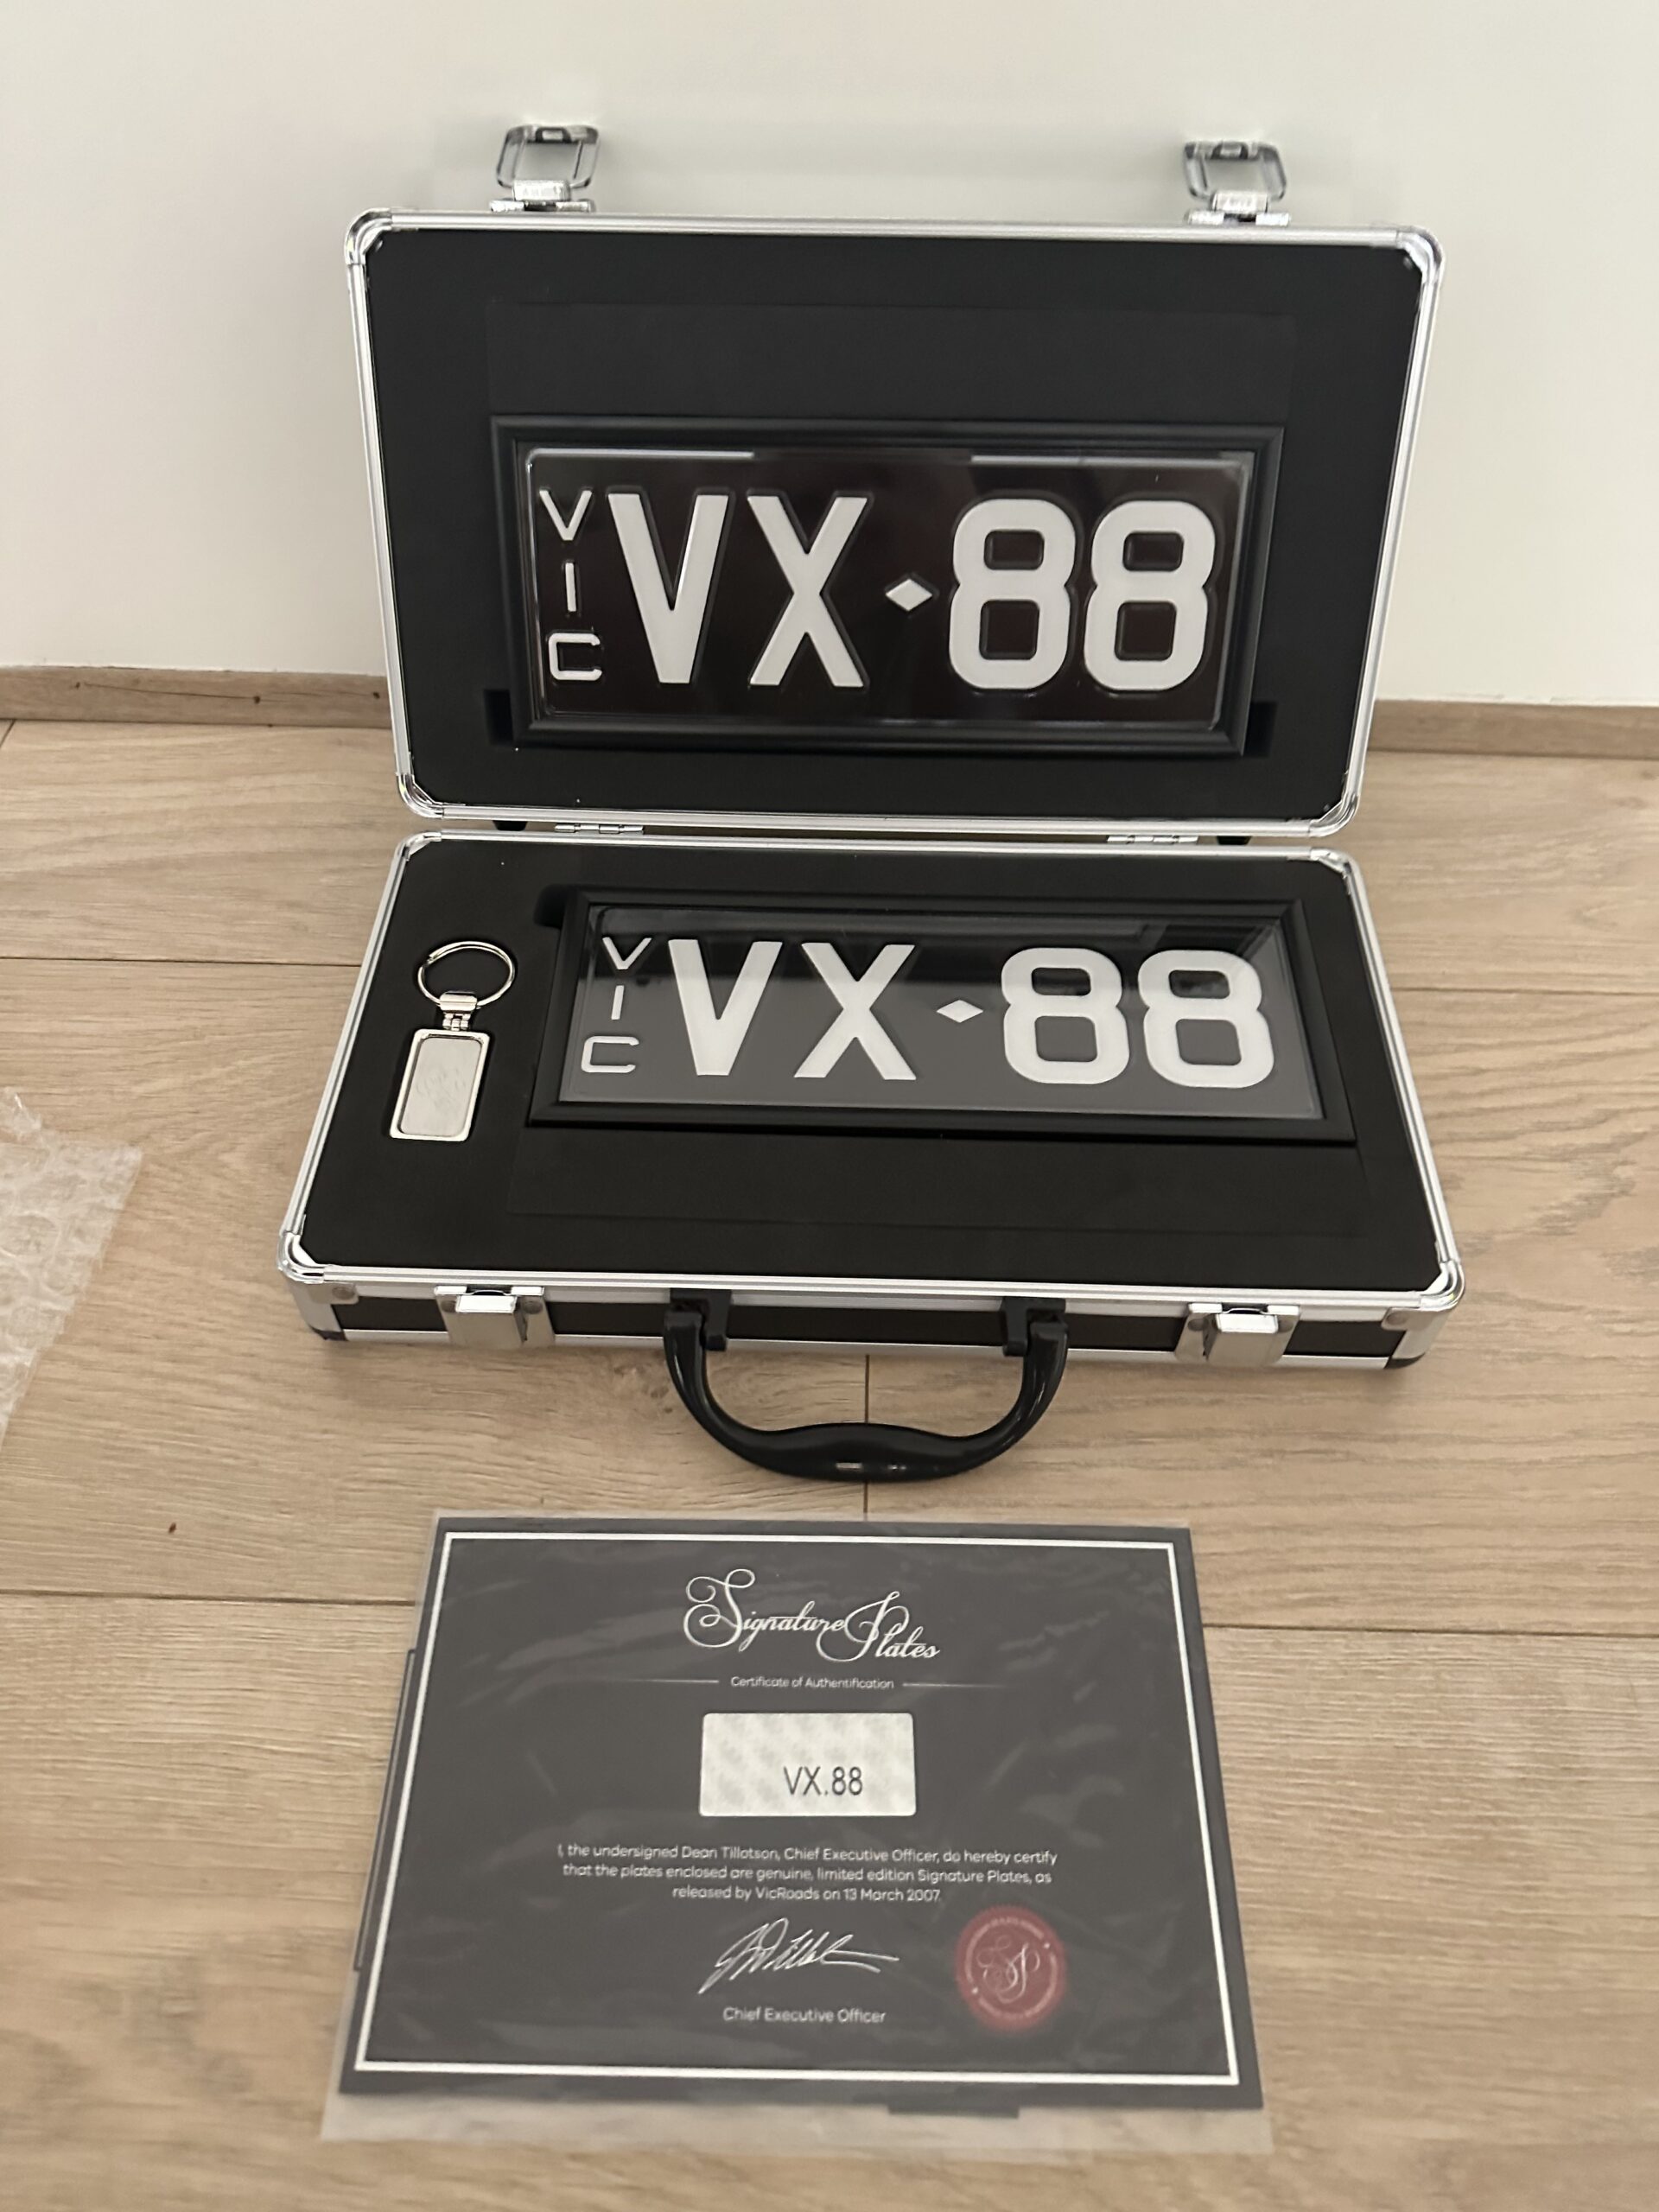 VIC VX♦88
VIC VX♦88
Signature Plates
Certificate of Authentification
VX.88
I, the undersigned Dean Tillotson, Chief Executive Officer, do hereby certify
that the plates enclosed are genuine, limited edition Signature Plates, as
released by VicRoads on 13 March 2007.
Chief Executive Officer
SP